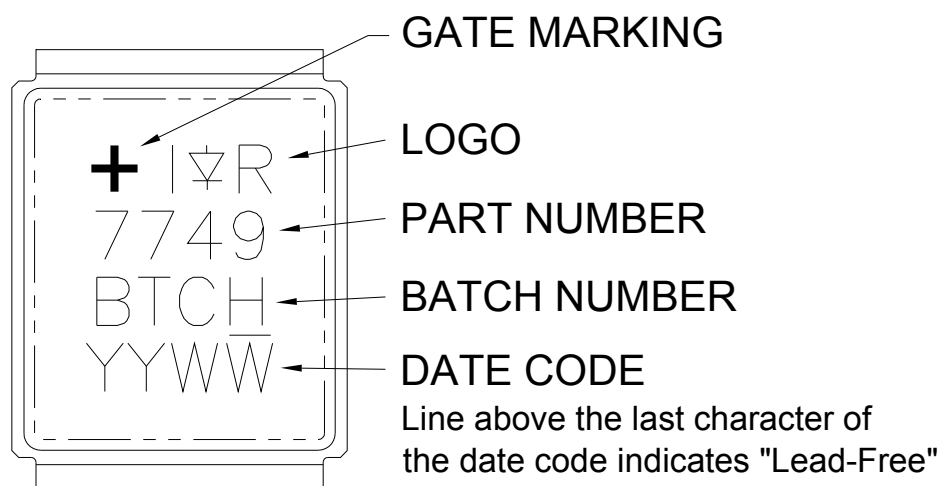 GATE MARKING
+ I R
LOGO
7749
PART NUMBER
BTCH
BATCH NUMBER
YYWW̅
DATE CODE
Line above the last character of
the date code indicates "Lead-Free"